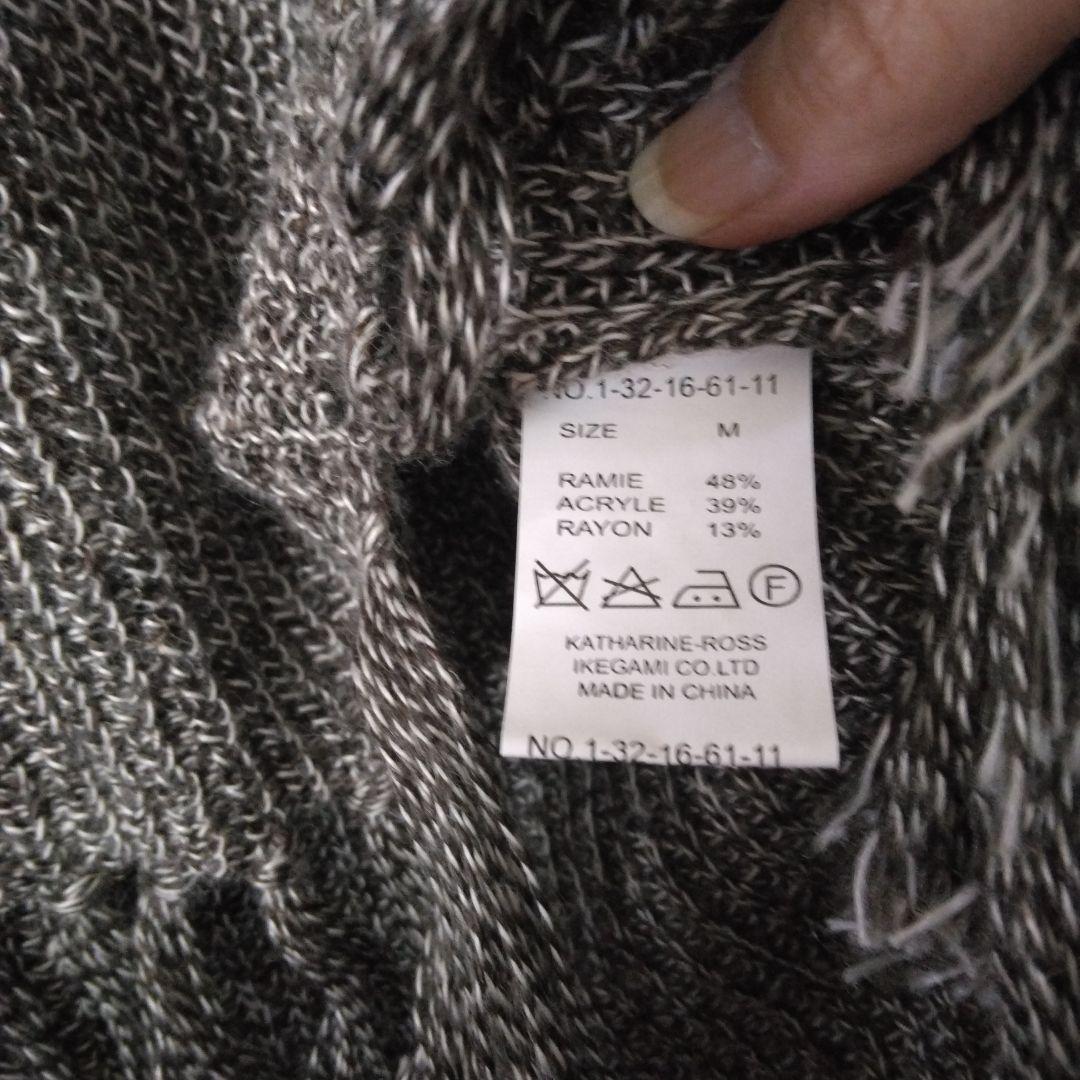 NO.1-32-16-61-11
SIZE M
RAMIE 48%
ACRYLE 39%
RAYON 13%
F
KATHARINE-ROSS
IKEGAMI CO.LTD
MADE IN CHINA
NO.1-32-16-61-11